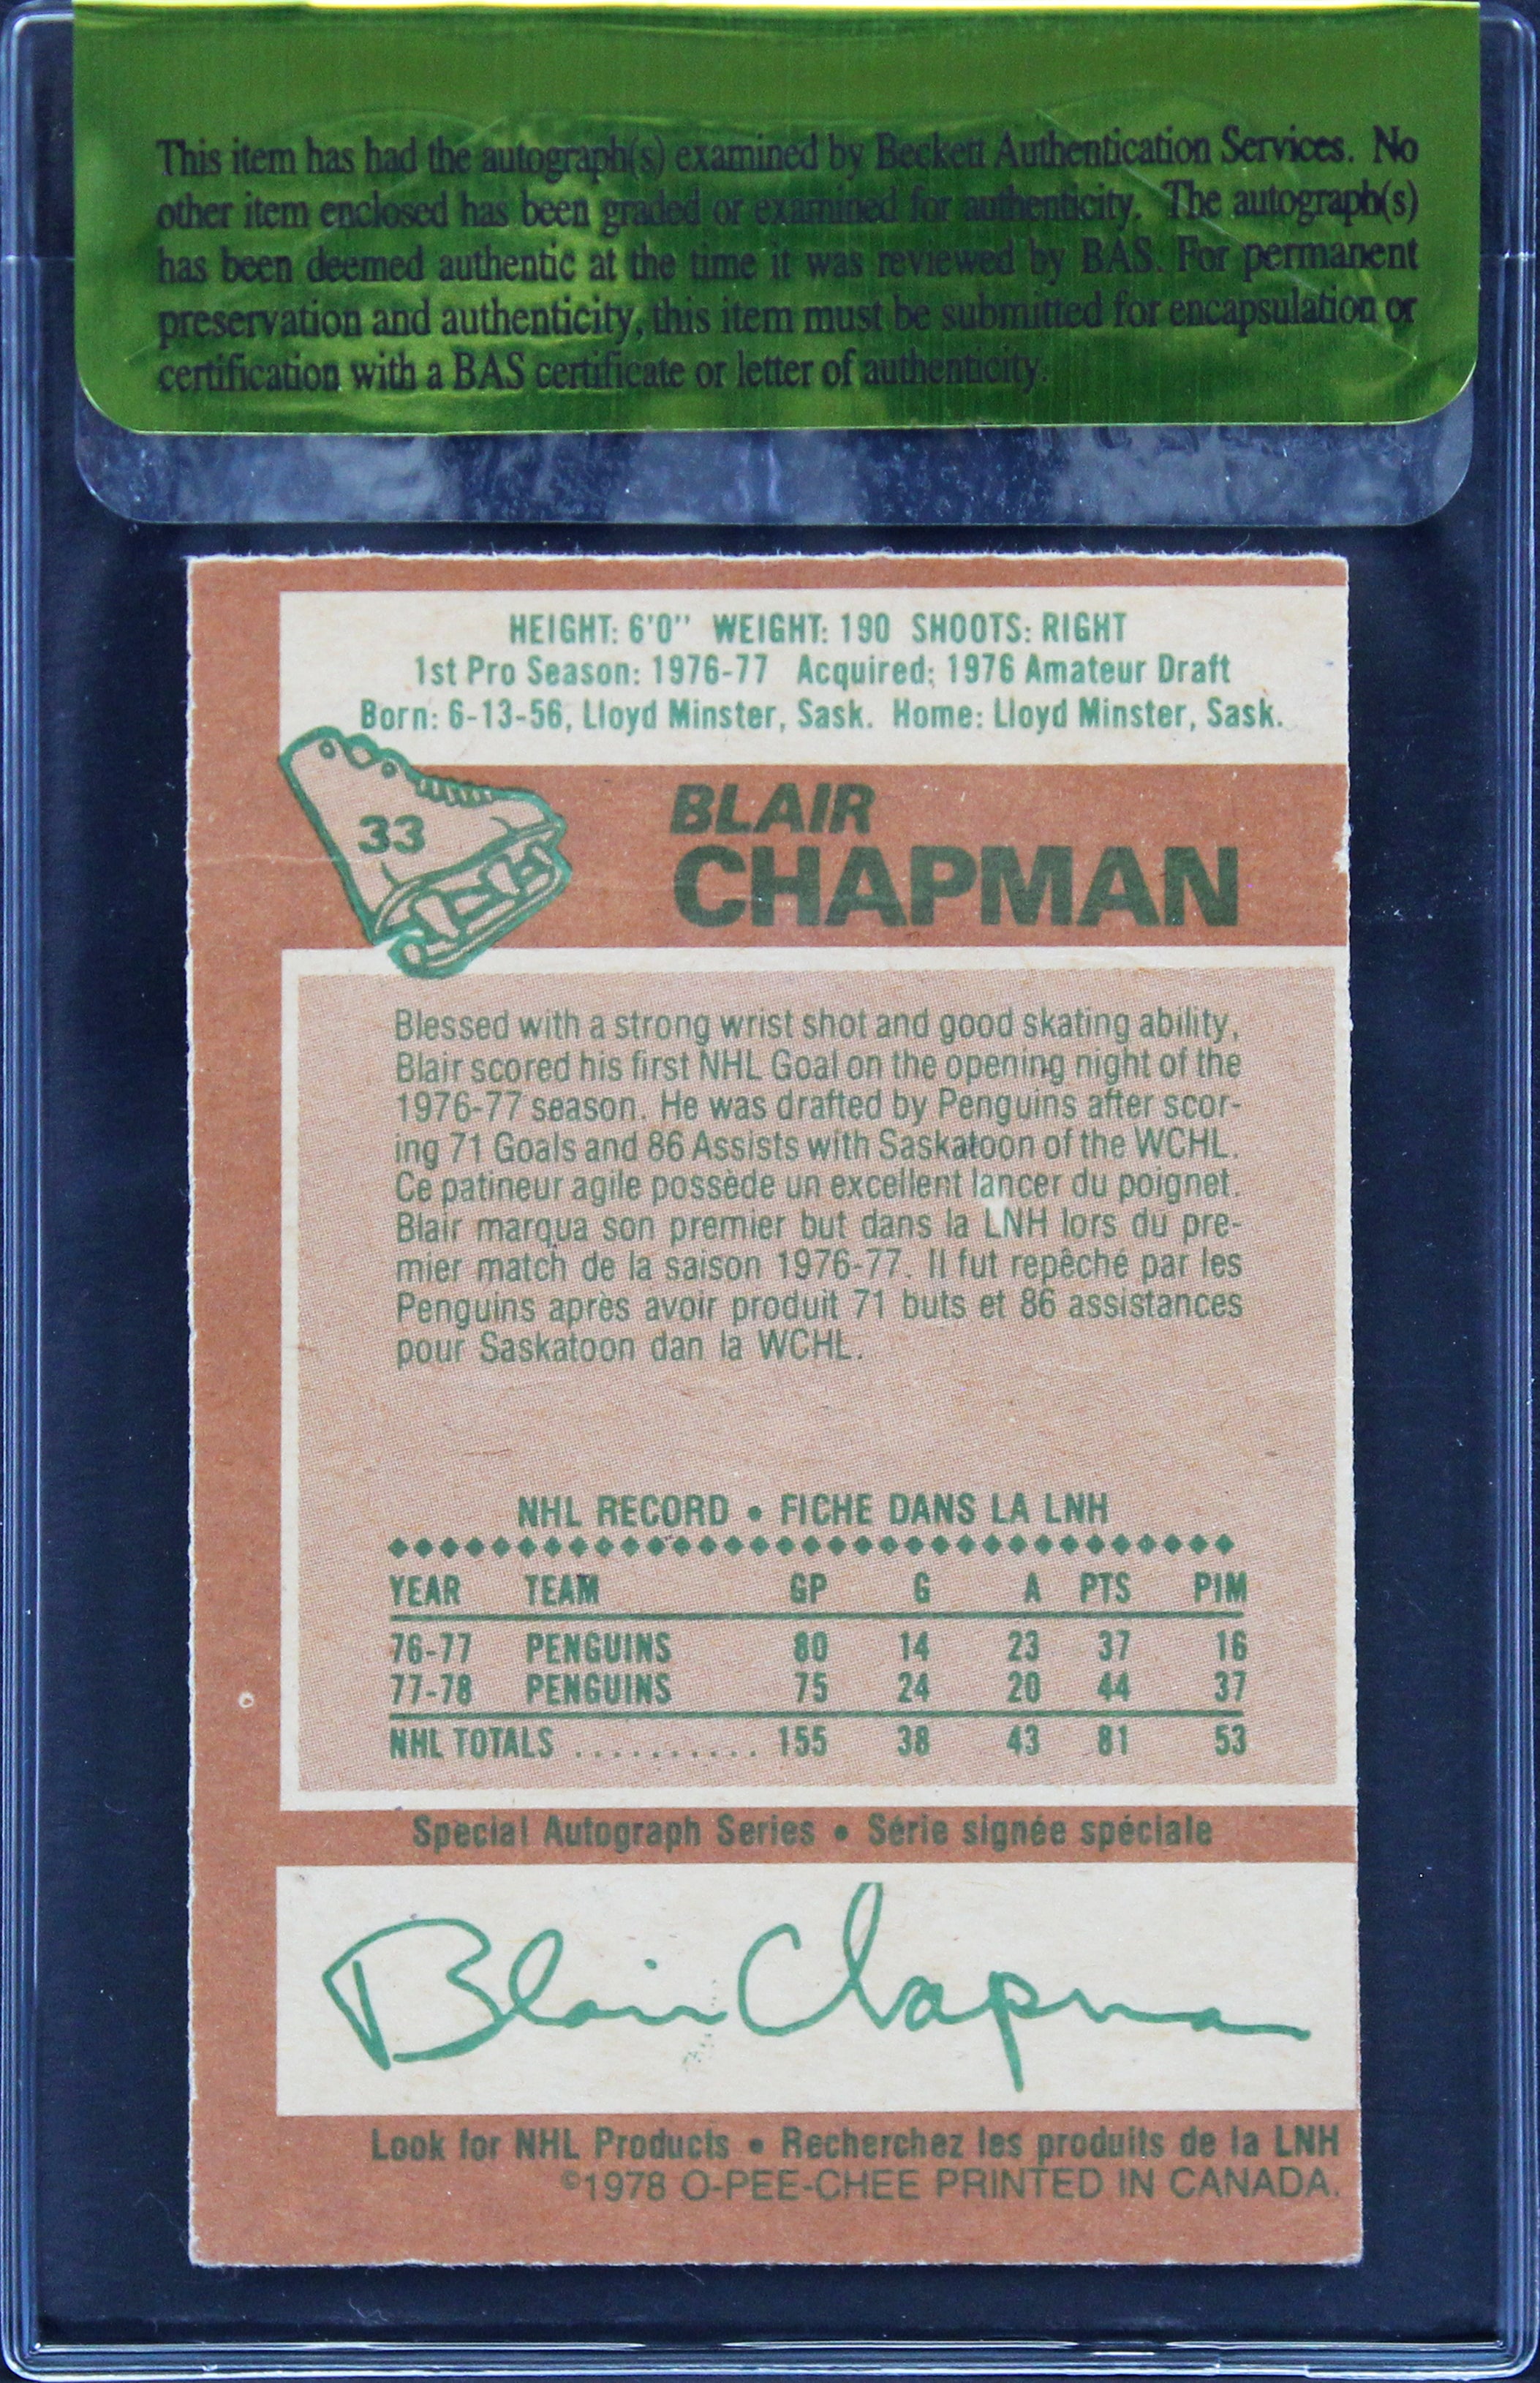 This item has had the autograph(s) examined by Beckett Authentication Services. No
other item enclosed has been graded or examined for authenticity. The autograph(s)
has been deemed authentic at the time it was reviewed by BAS. For permanent
preservation and authenticity, this item must be submitted for encapsulation or
certification with a BAS certificate or letter of authenticity.
HEIGHT: 6'0" WEIGHT: 190 SHOOTS: RIGHT
1st Pro Season: 1976-77 Acquired: 1976 Amateur Draft
Born: 6-13-56, Lloyd Minster, Sask. Home: Lloyd Minster, Sask.
33
BLAIR
CHAPMAN
Blessed with a strong wrist shot and good skating ability,
Blair scored his first NHL Goal on the opening night of the
1976-77 season. He was drafted by Penguins after scor-
ing 71 Goals and 86 Assists with Saskatoon of the WCHL.
Ce patineur agile possède un excellent lancer du poignet.
Blair marqua son premier but dans la LNH lors du pre-
mier match de la saison 1976-77. Il fut repêché par les
Penguins après avoir produit 71 buts et 86 assistances
pour Saskatoon dan la WCHL.
NHL RECORD • FICHE DANS LA LNH
YEAR TEAM GP G A PTS PIM
76-77 PENGUINS 80 14 23 37 16
77-78 PENGUINS 75 24 20 44 37
NHL TOTALS .......... 155 38 43 81 53
Special Autograph Series • Série signée spéciale
Blair Chapman
Look for NHL Products • Recherchez les produits de la LNH
©1978 O-PEE-CHEE PRINTED IN CANADA.